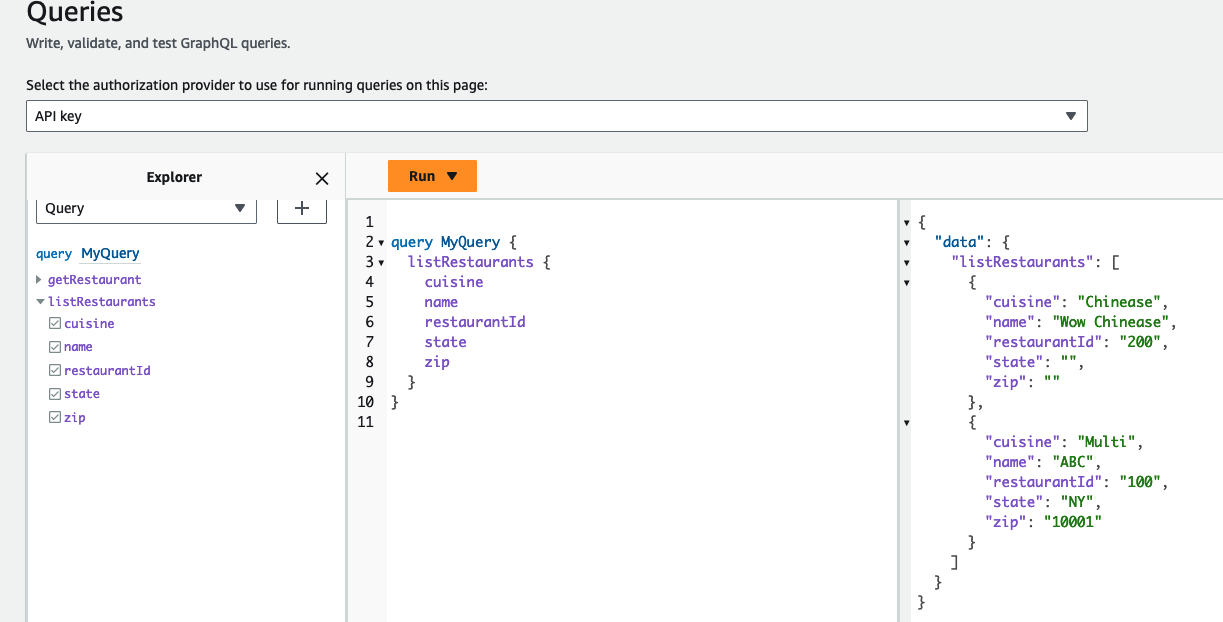 Queries
Write, validate, and test GraphQL queries.
Select the authorization provider to use for running queries on this page:
API key
Explorer
Run
Query
query MyQuery
getRestaurant
listRestaurants
cuisine
name
restaurantId
state
zip
1
2 query MyQuery {
3 listRestaurants {
4 cuisine
5 name
6 restaurantId
7 state
8 zip
9 }
10 }
11
{
"data": {
"listRestaurants": [
{
"cuisine": "Chinease",
"name": "Wow Chinease",
"restaurantId": "200",
"state": "",
"zip": ""
},
{
"cuisine": "Multi",
"name": "ABC",
"restaurantId": "100",
"state": "NY",
"zip": "10001"
}
]
}
}